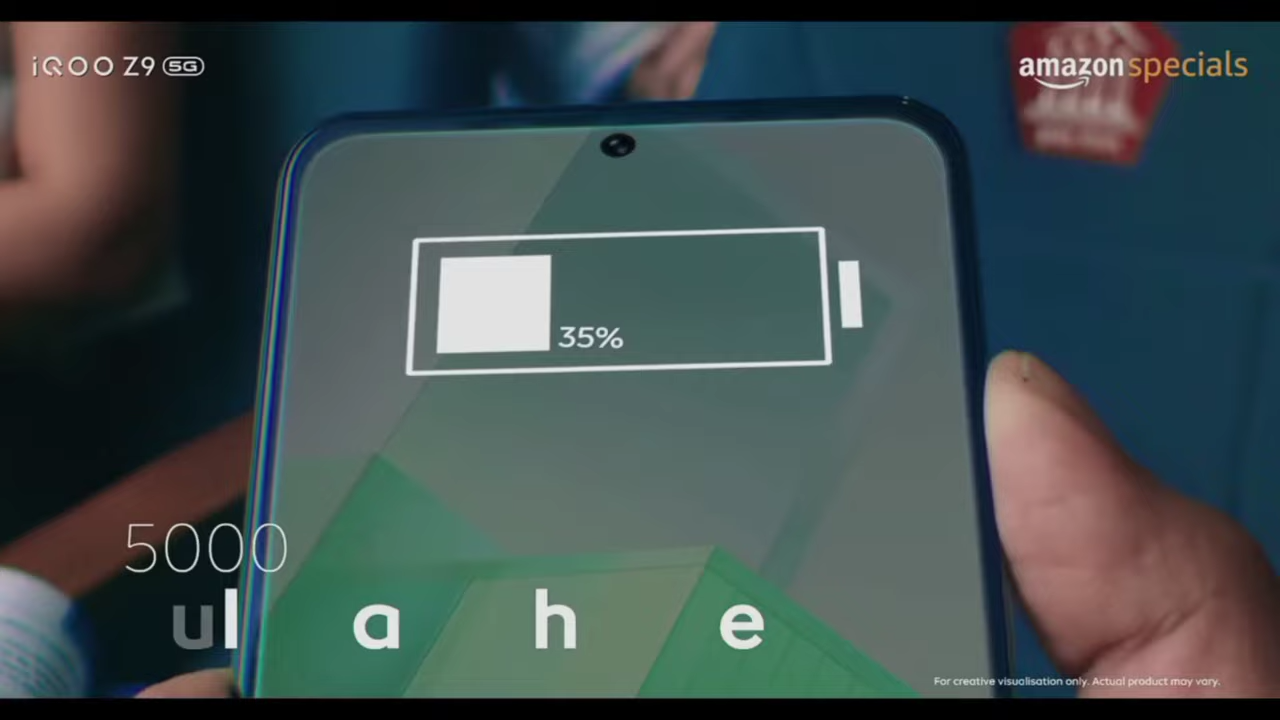 iQOO Z9 5G
amazon specials
35%
5000
ul a h e
For creative visualisation only. Actual product may vary.